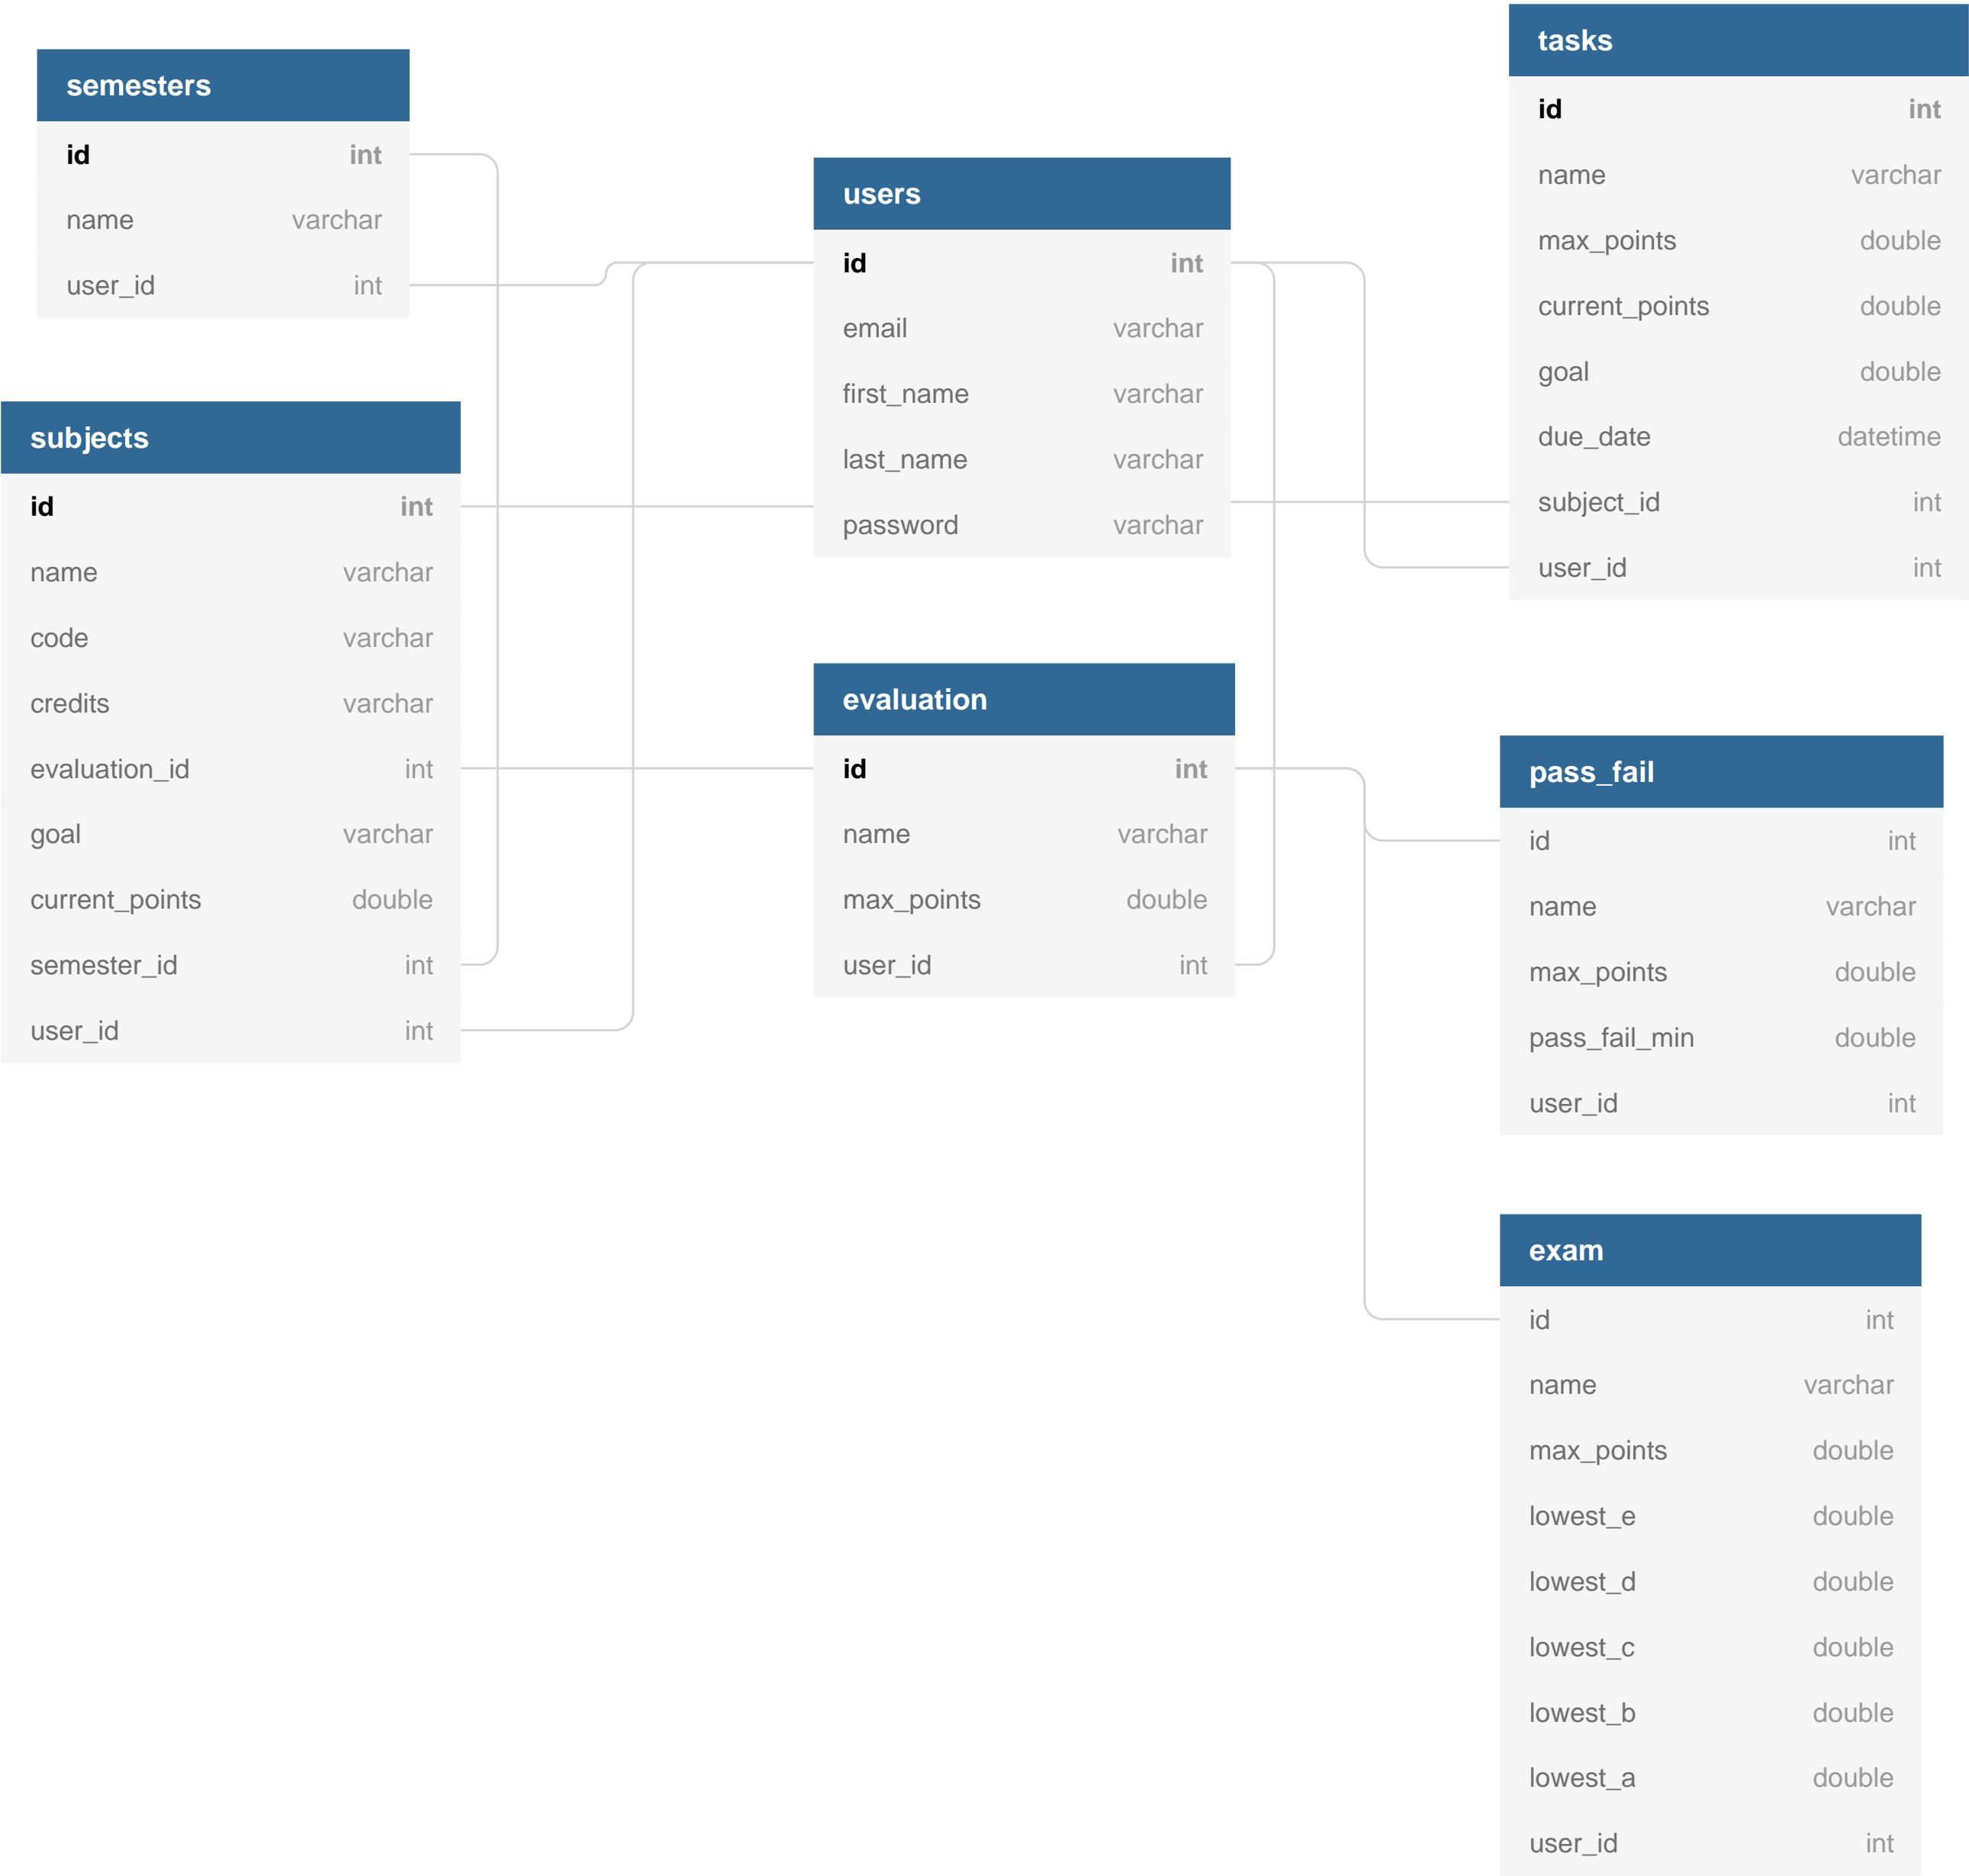 semesters
id int
name varchar
user_id int
subjects
id int
name varchar
code varchar
credits varchar
evaluation_id int
goal varchar
current_points double
semester_id int
user_id int
users
id int
email varchar
first_name varchar
last_name varchar
password varchar
evaluation
id int
name varchar
max_points double
user_id int
tasks
id int
name varchar
max_points double
current_points double
goal double
due_date datetime
subject_id int
user_id int
pass_fail
id int
name varchar
max_points double
pass_fail_min double
user_id int
exam
id int
name varchar
max_points double
lowest_e double
lowest_d double
lowest_c double
lowest_b double
lowest_a double
user_id int